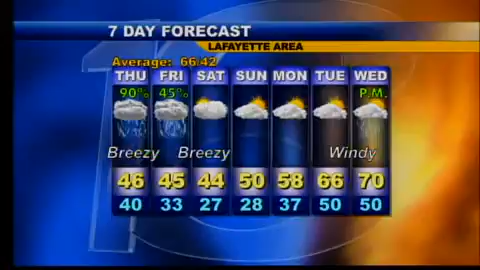 7 DAY FORECAST
LAFAYETTE AREA
Average: 66/42
THU FRI SAT SUN MON TUE WED
90% 45% P.M.
Breezy Breezy Windy
46 45 44 50 58 66 70
40 33 27 28 37 50 50